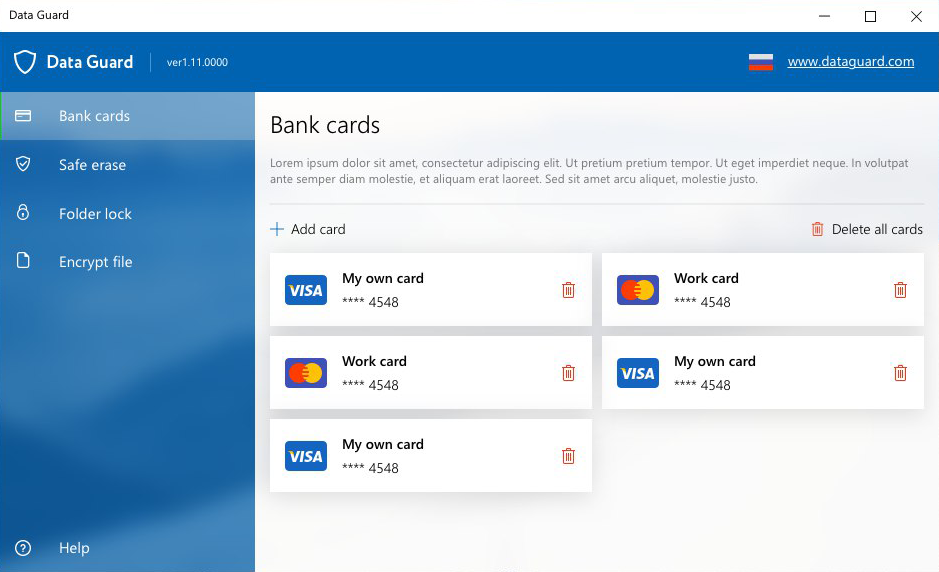 Data Guard
Data Guard
ver1.11.0000
www.dataguard.com
Bank cards
Safe erase
Folder lock
Encrypt file
Help
Bank cards
Lorem ipsum dolor sit amet, consectetur adipiscing elit. Ut pretium pretium tempor. Ut eget imperdiet neque. In volutpat
ante semper diam molestie, et aliquam erat laoreet. Sed sit amet arcu aliquet, molestie justo.
Add card
Delete all cards
VISA
My own card
**** 4548
Work card
**** 4548
Work card
**** 4548
VISA
My own card
**** 4548
VISA
My own card
**** 4548